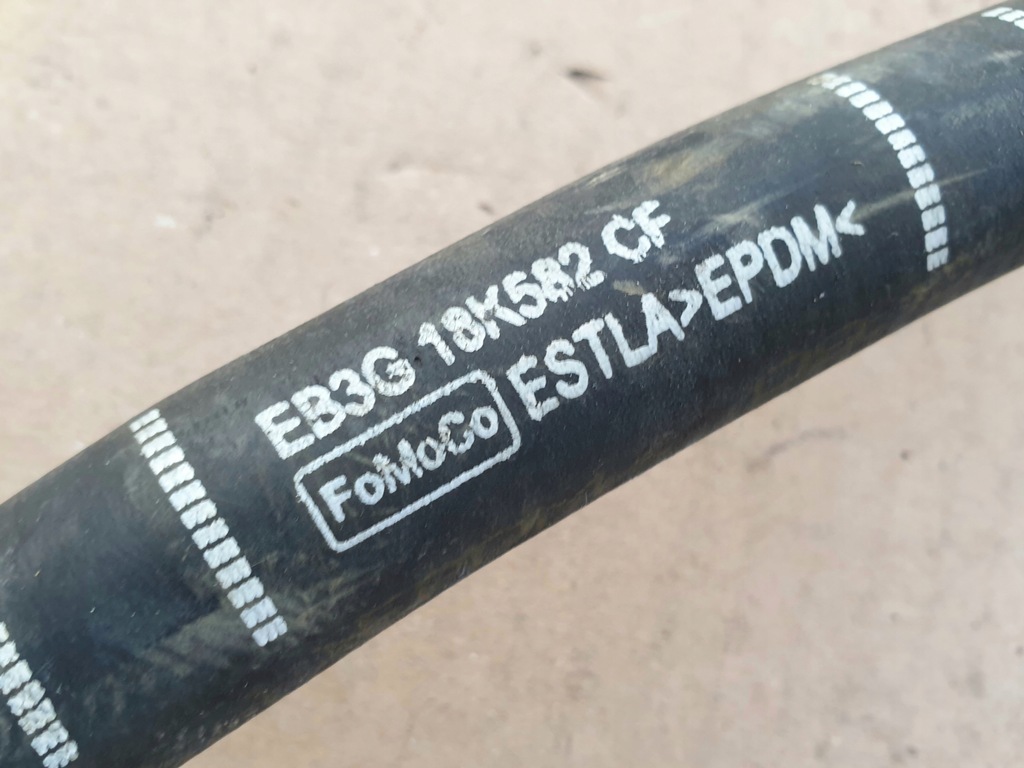 EB3G 18K582 CF
FoMoCo ESTLA>EPDM<